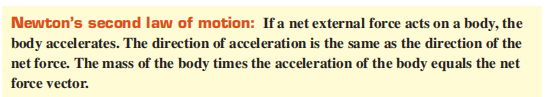 Newton's second law of motion: If a net external force acts on a body, the
body accelerates. The direction of acceleration is the same as the direction of the
net force. The mass of the body times the acceleration of the body equals the net
force vector.